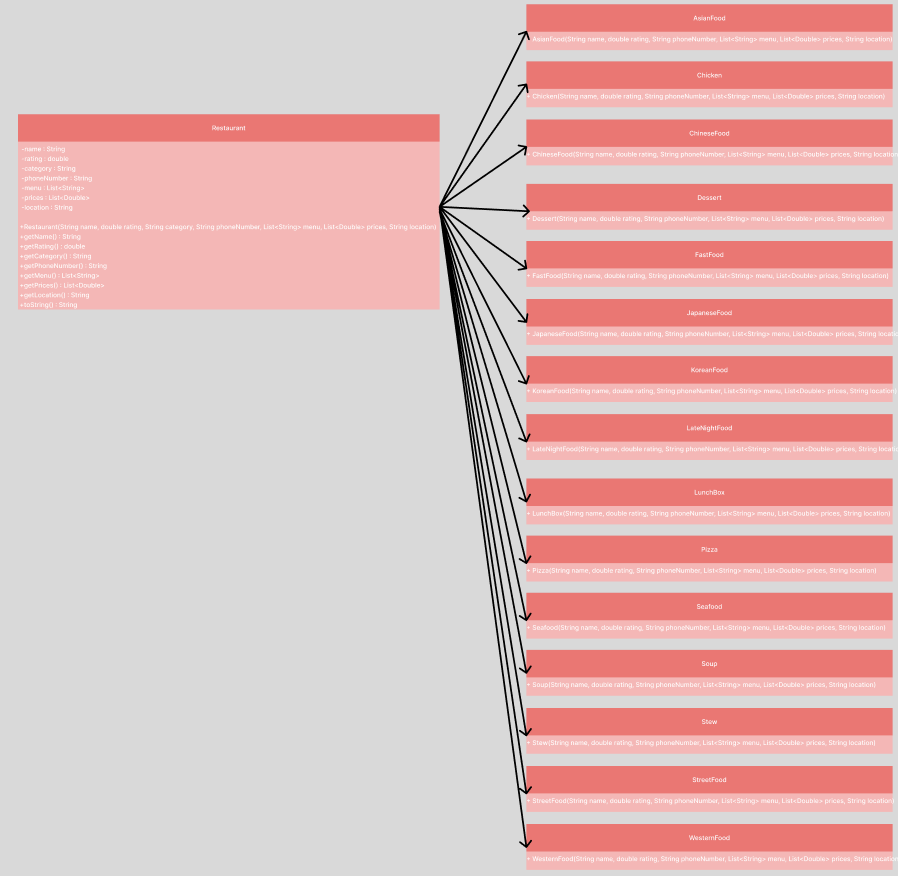 Restaurant
-name : String
-rating : double
-category : String
-phoneNumber : String
-menu : List<String>
-prices : List<Double>
-location : String
+Restaurant(String name, double rating, String category, String phoneNumber, List<String> menu, List<Double> prices, String location)
+getName() : String
+getRating() : double
+getCategory() : String
+getPhoneNumber() : String
+getMenu() : List<String>
+getPrices() : List<Double>
+getLocation() : String
+toString() : String
AsianFood
+ AsianFood(String name, double rating, String phoneNumber, List<String> menu, List<Double> prices, String location)
Chicken
+ Chicken(String name, double rating, String phoneNumber, List<String> menu, List<Double> prices, String location)
ChineseFood
+ ChineseFood(String name, double rating, String phoneNumber, List<String> menu, List<Double> prices, String location
Dessert
+ Dessert(String name, double rating, String phoneNumber, List<String> menu, List<Double> prices, String location)
FastFood
+ FastFood(String name, double rating, String phoneNumber, List<String> menu, List<Double> prices, String location)
JapaneseFood
+ JapaneseFood(String name, double rating, String phoneNumber, List<String> menu, List<Double> prices, String locatio
KoreanFood
+ KoreanFood(String name, double rating, String phoneNumber, List<String> menu, List<Double> prices, String location)
LateNightFood
+ LateNightFood(String name, double rating, String phoneNumber, List<String> menu, List<Double> prices, String locati
LunchBox
+ LunchBox(String name, double rating, String phoneNumber, List<String> menu, List<Double> prices, String location)
Pizza
+ Pizza(String name, double rating, String phoneNumber, List<String> menu, List<Double> prices, String location)
Seafood
+ Seafood(String name, double rating, String phoneNumber, List<String> menu, List<Double> prices, String location)
Soup
+ Soup(String name, double rating, String phoneNumber, List<String> menu, List<Double> prices, String location)
Stew
+ Stew(String name, double rating, String phoneNumber, List<String> menu, List<Double> prices, String location)
StreetFood
+ StreetFood(String name, double rating, String phoneNumber, List<String> menu, List<Double> prices, String location)
WesternFood
+ WesternFood(String name, double rating, String phoneNumber, List<String> menu, List<Double> prices, String location